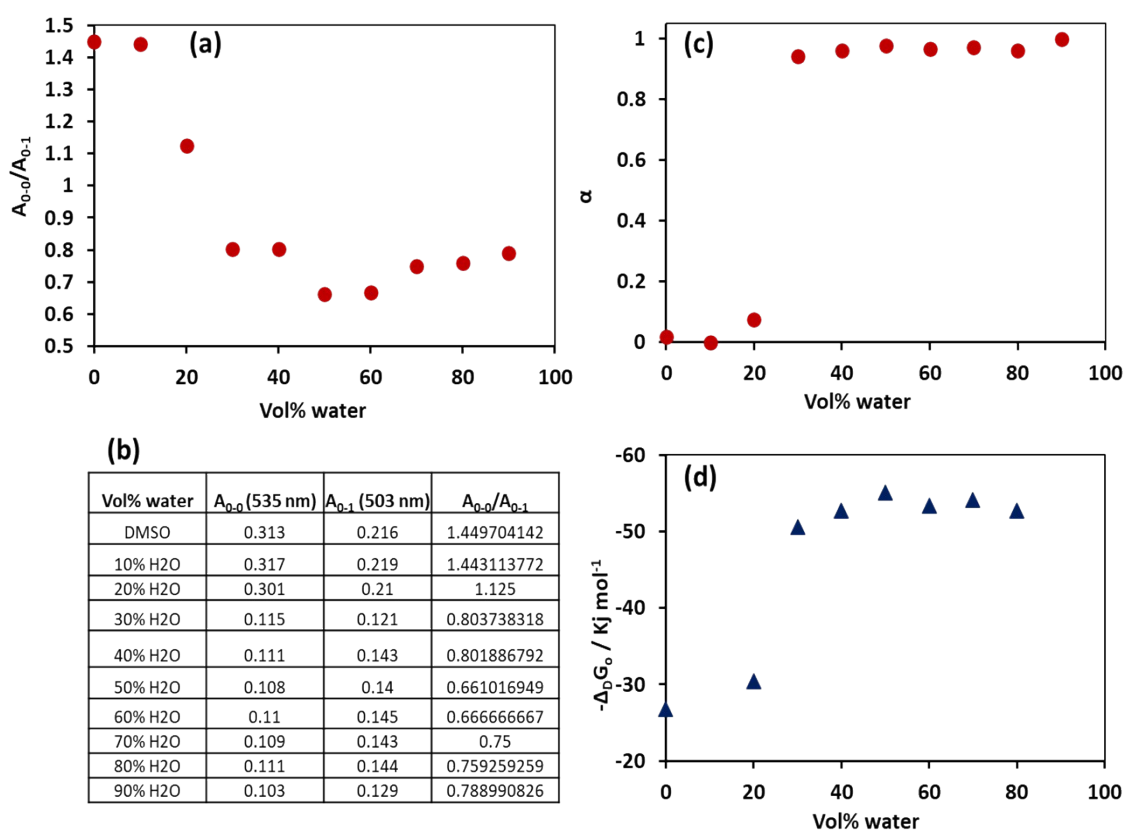 (a)
1.5
1.4
1.3
1.2
1.1
1
0.9
0.8
0.7
0.6
0.5
A0-0/A0-1
0 20 40 60 80 100
Vol% water
(b)
Vol% water A0-0 (535 nm) A0-1 (503 nm) A0-0/A0-1
DMSO 0.313 0.216 1.449704142
10% H2O 0.317 0.219 1.443113772
20% H2O 0.301 0.21 1.125
30% H2O 0.115 0.121 0.803738318
40% H2O 0.111 0.143 0.801886792
50% H2O 0.108 0.14 0.661016949
60% H2O 0.11 0.145 0.666666667
70% H2O 0.109 0.143 0.75
80% H2O 0.111 0.144 0.759259259
90% H2O 0.103 0.129 0.788990826
(c)
1
0.8
0.6
0.4
0.2
0
α
0 20 40 60 80 100
Vol% water
(d)
-60
-50
-40
-30
-20
-ΔDGo / Kj mol-1
0 20 40 60 80 100
Vol% water